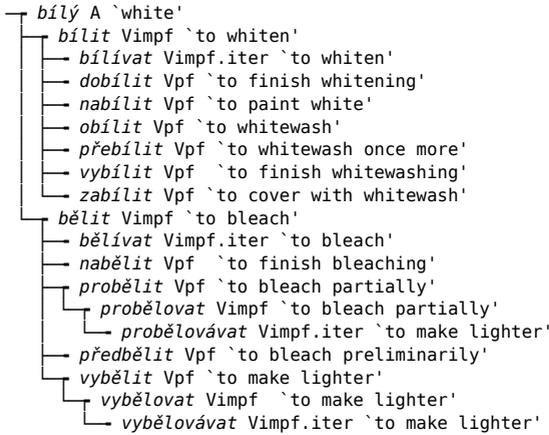 bílý A `white'
bílit Vimpf `to whiten'
bílívat Vimpf.iter `to whiten'
dobílit Vpf `to finish whitening'
nabílit Vpf `to paint white'
obílit Vpf `to whitewash'
přebílit Vpf `to whitewash once more'
vybílit Vpf  `to finish whitewashing'
zabílit Vpf `to cover with whitewash'
bělit Vimpf `to bleach'
bělívat Vimpf.iter `to bleach'
nabělit Vpf  `to finish bleaching'
probělit Vpf `to bleach partially'
probělovat Vimpf `to bleach partially'
probělovávat Vimpf.iter `to make lighter'
předbělit Vpf `to bleach preliminarily'
vybělit Vpf `to make lighter'
vybělovat Vimpf  `to make lighter'
vybělovávat Vimpf.iter `to make lighter'